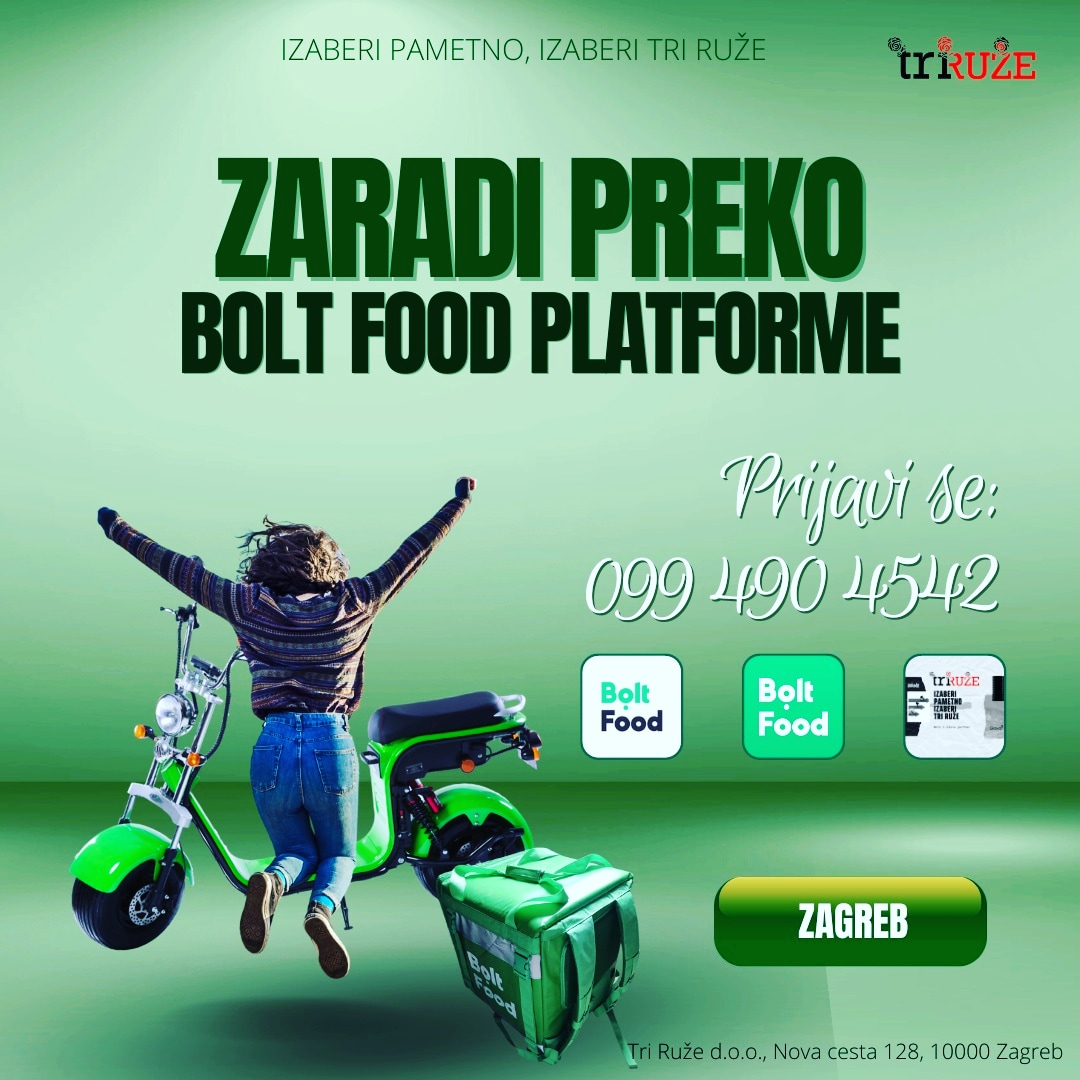 IZABERI PAMETNO, IZABERI TRI RUŽE
triRUŽE
ZARADI PREKO
BOLT FOOD PLATFORME
Prijavi se:
099 490 4542
Bolt
Food
Bolt
Food
triRUŽE
IZABERI
PAMETNO
IZABERI
TRI RUŽE
ZAGREB
Bolt
Food
Tri Ruže d.o.o., Nova cesta 128, 10000 Zagreb